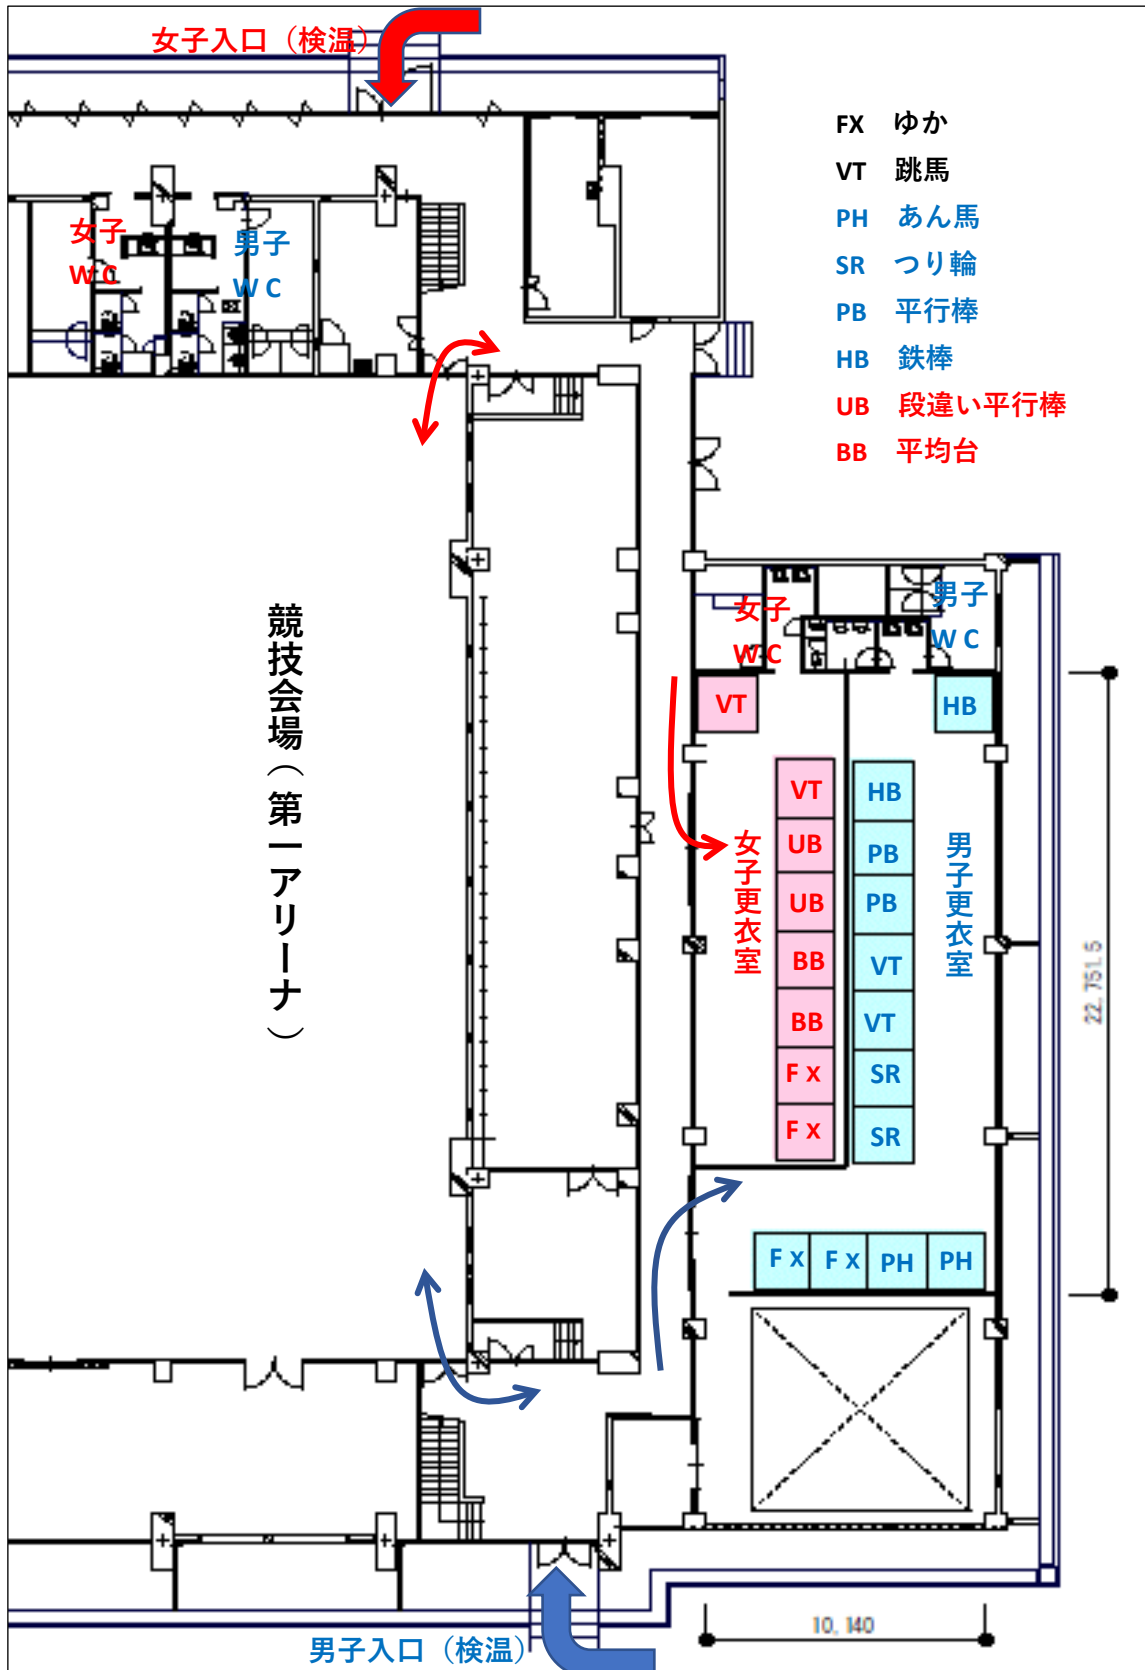 女子入口（検温）
FX ゆか
VT 跳馬
PH あん馬
SR つり輪
PB 平行棒
HB 鉄棒
UB 段違い平行棒
BB 平均台
女子
ＷＣ
男子
ＷＣ
女子
ＷＣ
男子
ＷＣ
競技会場（第一アリーナ）
VT
HB
VT
UB
UB
BB
BB
Fｘ
Fｘ
女子更衣室
HB
PB
PB
VT
VT
SR
SR
男子更衣室
22,751.5
Fｘ
Fｘ
PH
PH
10,140
男子入口（検温）